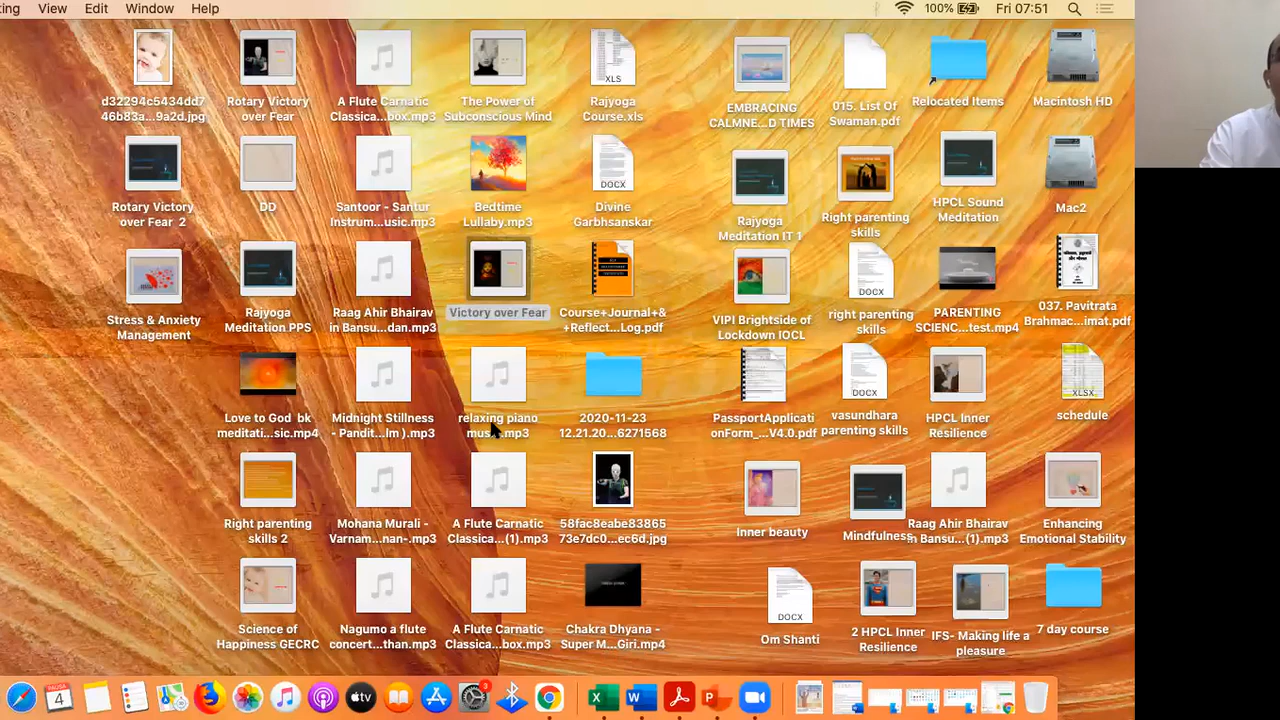 ting View Edit Window Help 100% Fri 07:51
d32294c5434dd7
46b83a...9a2d.jpg
Rotary Victory
over Fear
A Flute Carnatic
Classica...box.mp3
The Power of
Subconscious Mind
XLS
Rajyoga
Course.xls
EMBRACING
CALMNE...D TIMES
015. List Of
Swaman.pdf
Relocated Items
Macintosh HD
Rotary Victory
over Fear 2
DD
Santoor - Santur
Instrum...usic.mp3
Bedtime
Lullaby.mp3
DOCX
Divine
Garbhsanskar
Rajyoga
Meditation IT 1
Right parenting
skills
HPCL Sound
Meditation
Mac2
Stress & Anxiety
Management
Rajyoga
Meditation PPS
Raag Ahir Bhairav
in Bansu...dan.mp3
Victory over Fear
Course+Journal+&
+Reflect...Log.pdf
VIPI Brightside of
Lockdown IOCL
DOCX
right parenting
skills
PARENTING
SCIENC...test.mp4
037. Pavitrata
Brahmac...imat.pdf
Love to God bk
meditati...sic.mp4
Midnight Stillness
- Pandit...lm ).mp3
relaxing piano
mus...mp3
2020-11-23
12.21.20...6271568
PassportApplicati
onForm_...V4.0.pdf
DOCX
vasundhara
parenting skills
HPCL Inner
Resilience
XLSX
schedule
Right parenting
skills 2
Mohana Murali -
Varnam...nan-.mp3
A Flute Carnatic
Classica...(1).mp3
58fac8eabe83865
73e7dc0...ec6d.jpg
Inner beauty
Mindfulness
Raag Ahir Bhairav
in Bansu...(1).mp3
Enhancing
Emotional Stability
Science of
Happiness GECRC
Nagumo a flute
concert...than.mp3
A Flute Carnatic
Classica...box.mp3
Chakra Dhyana -
Super M...Giri.mp4
DOCX
Om Shanti
2 HPCL Inner
Resilience
IFS- Making life a
pleasure
7 day course
4
tv
3